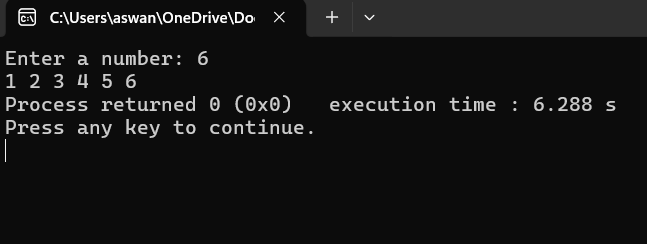 C:\Users\aswan\OneDrive\Do
Enter a number: 6
1 2 3 4 5 6
Process returned 0 (0x0)   execution time : 6.288 s
Press any key to continue.